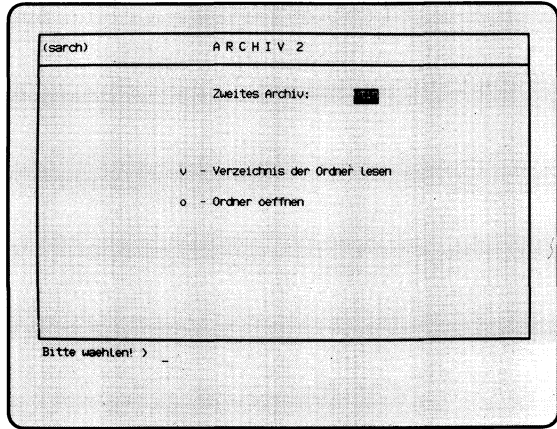 (sarch) A R C H I V 2
Zweites Archiv:
v - Verzeichnis der Ordner lesen
o - Ordner oeffnen
Bitte waehlen! > _